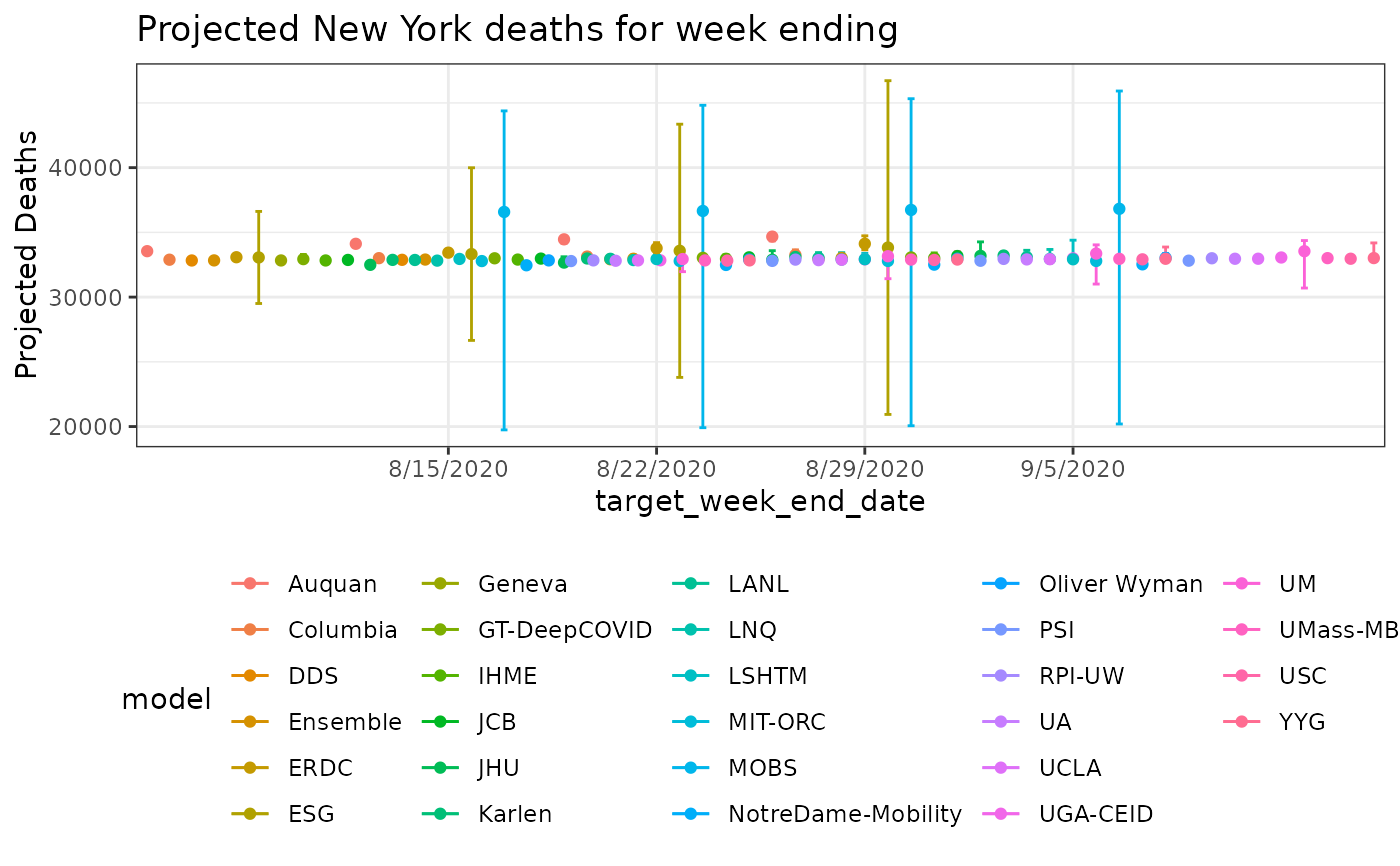 Projected New York deaths for week ending
Projected Deaths
40000
30000
20000
8/15/2020 8/22/2020 8/29/2020 9/5/2020
target_week_end_date
model
Auquan Geneva LANL Oliver Wyman UM
Columbia GT-DeepCOVID LNQ PSI UMass-MB
DDS IHME LSHTM RPI-UW USC
Ensemble JCB MIT-ORC UA YYG
ERDC JHU MOBS UCLA
ESG Karlen NotreDame-Mobility UGA-CEID